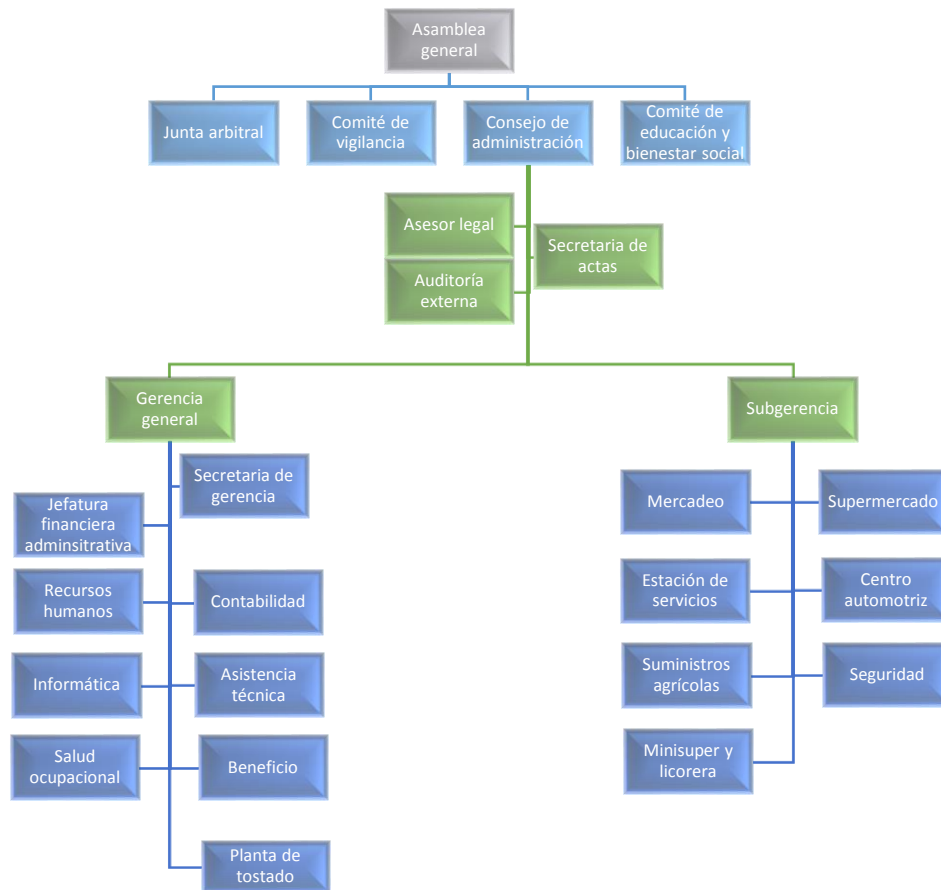 Asamblea
general
Junta arbitral
Comité de
vigilancia
Consejo de
administración
Comité de
educación y
bienestar social
Asesor legal
Secretaria de
actas
Auditoría
externa
Gerencia
general
Subgerencia
Secretaria de
gerencia
Jefatura
financiera
adminsitrativa
Recursos
humanos
Contabilidad
Informática
Asistencia
técnica
Salud
ocupacional
Beneficio
Planta de
tostado
Mercadeo
Supermercado
Estación de
servicios
Centro
automotriz
Suministros
agrícolas
Seguridad
Minisuper y
licorera